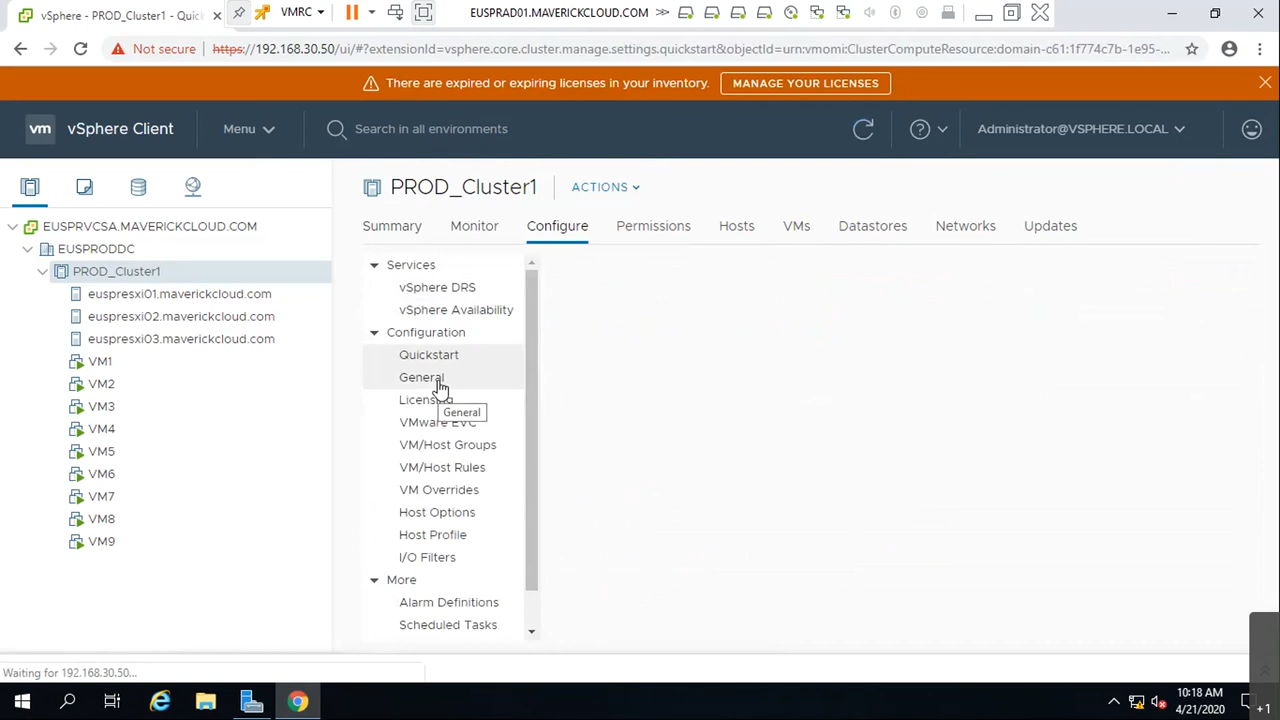 vSphere - PROD_Cluster1 - Quic
VMRC
EUSPRAD01.MAVERICKCLOUD.COM
Not secure
https://192.168.30.50/ui/#?extensionId=vsphere.core.cluster.manage.settings.quickstart&objectId=urn:vmomi:ClusterComputeResource:domain-c61:1f774c7b-1e95-...
There are expired or expiring licenses in your inventory.
MANAGE YOUR LICENSES
vm
vSphere Client
Menu
Search in all environments
Administrator@VSPHERE.LOCAL
PROD_Cluster1
ACTIONS
Summary
Monitor
Configure
Permissions
Hosts
VMs
Datastores
Networks
Updates
EUSPRVCSA.MAVERICKCLOUD.COM
EUSPRODDC
PROD_Cluster1
euspresxi01.maverickcloud.com
euspresxi02.maverickcloud.com
euspresxi03.maverickcloud.com
VM1
VM2
VM3
VM4
VM5
VM6
VM7
VM8
VM9
Services
vSphere DRS
vSphere Availability
Configuration
Quickstart
General
Licensing
General
VMware EVC
VM/Host Groups
VM/Host Rules
VM Overrides
Host Options
Host Profile
I/O Filters
More
Alarm Definitions
Scheduled Tasks
Waiting for 192.168.30.50...
10:18 AM
4/21/2020
+1